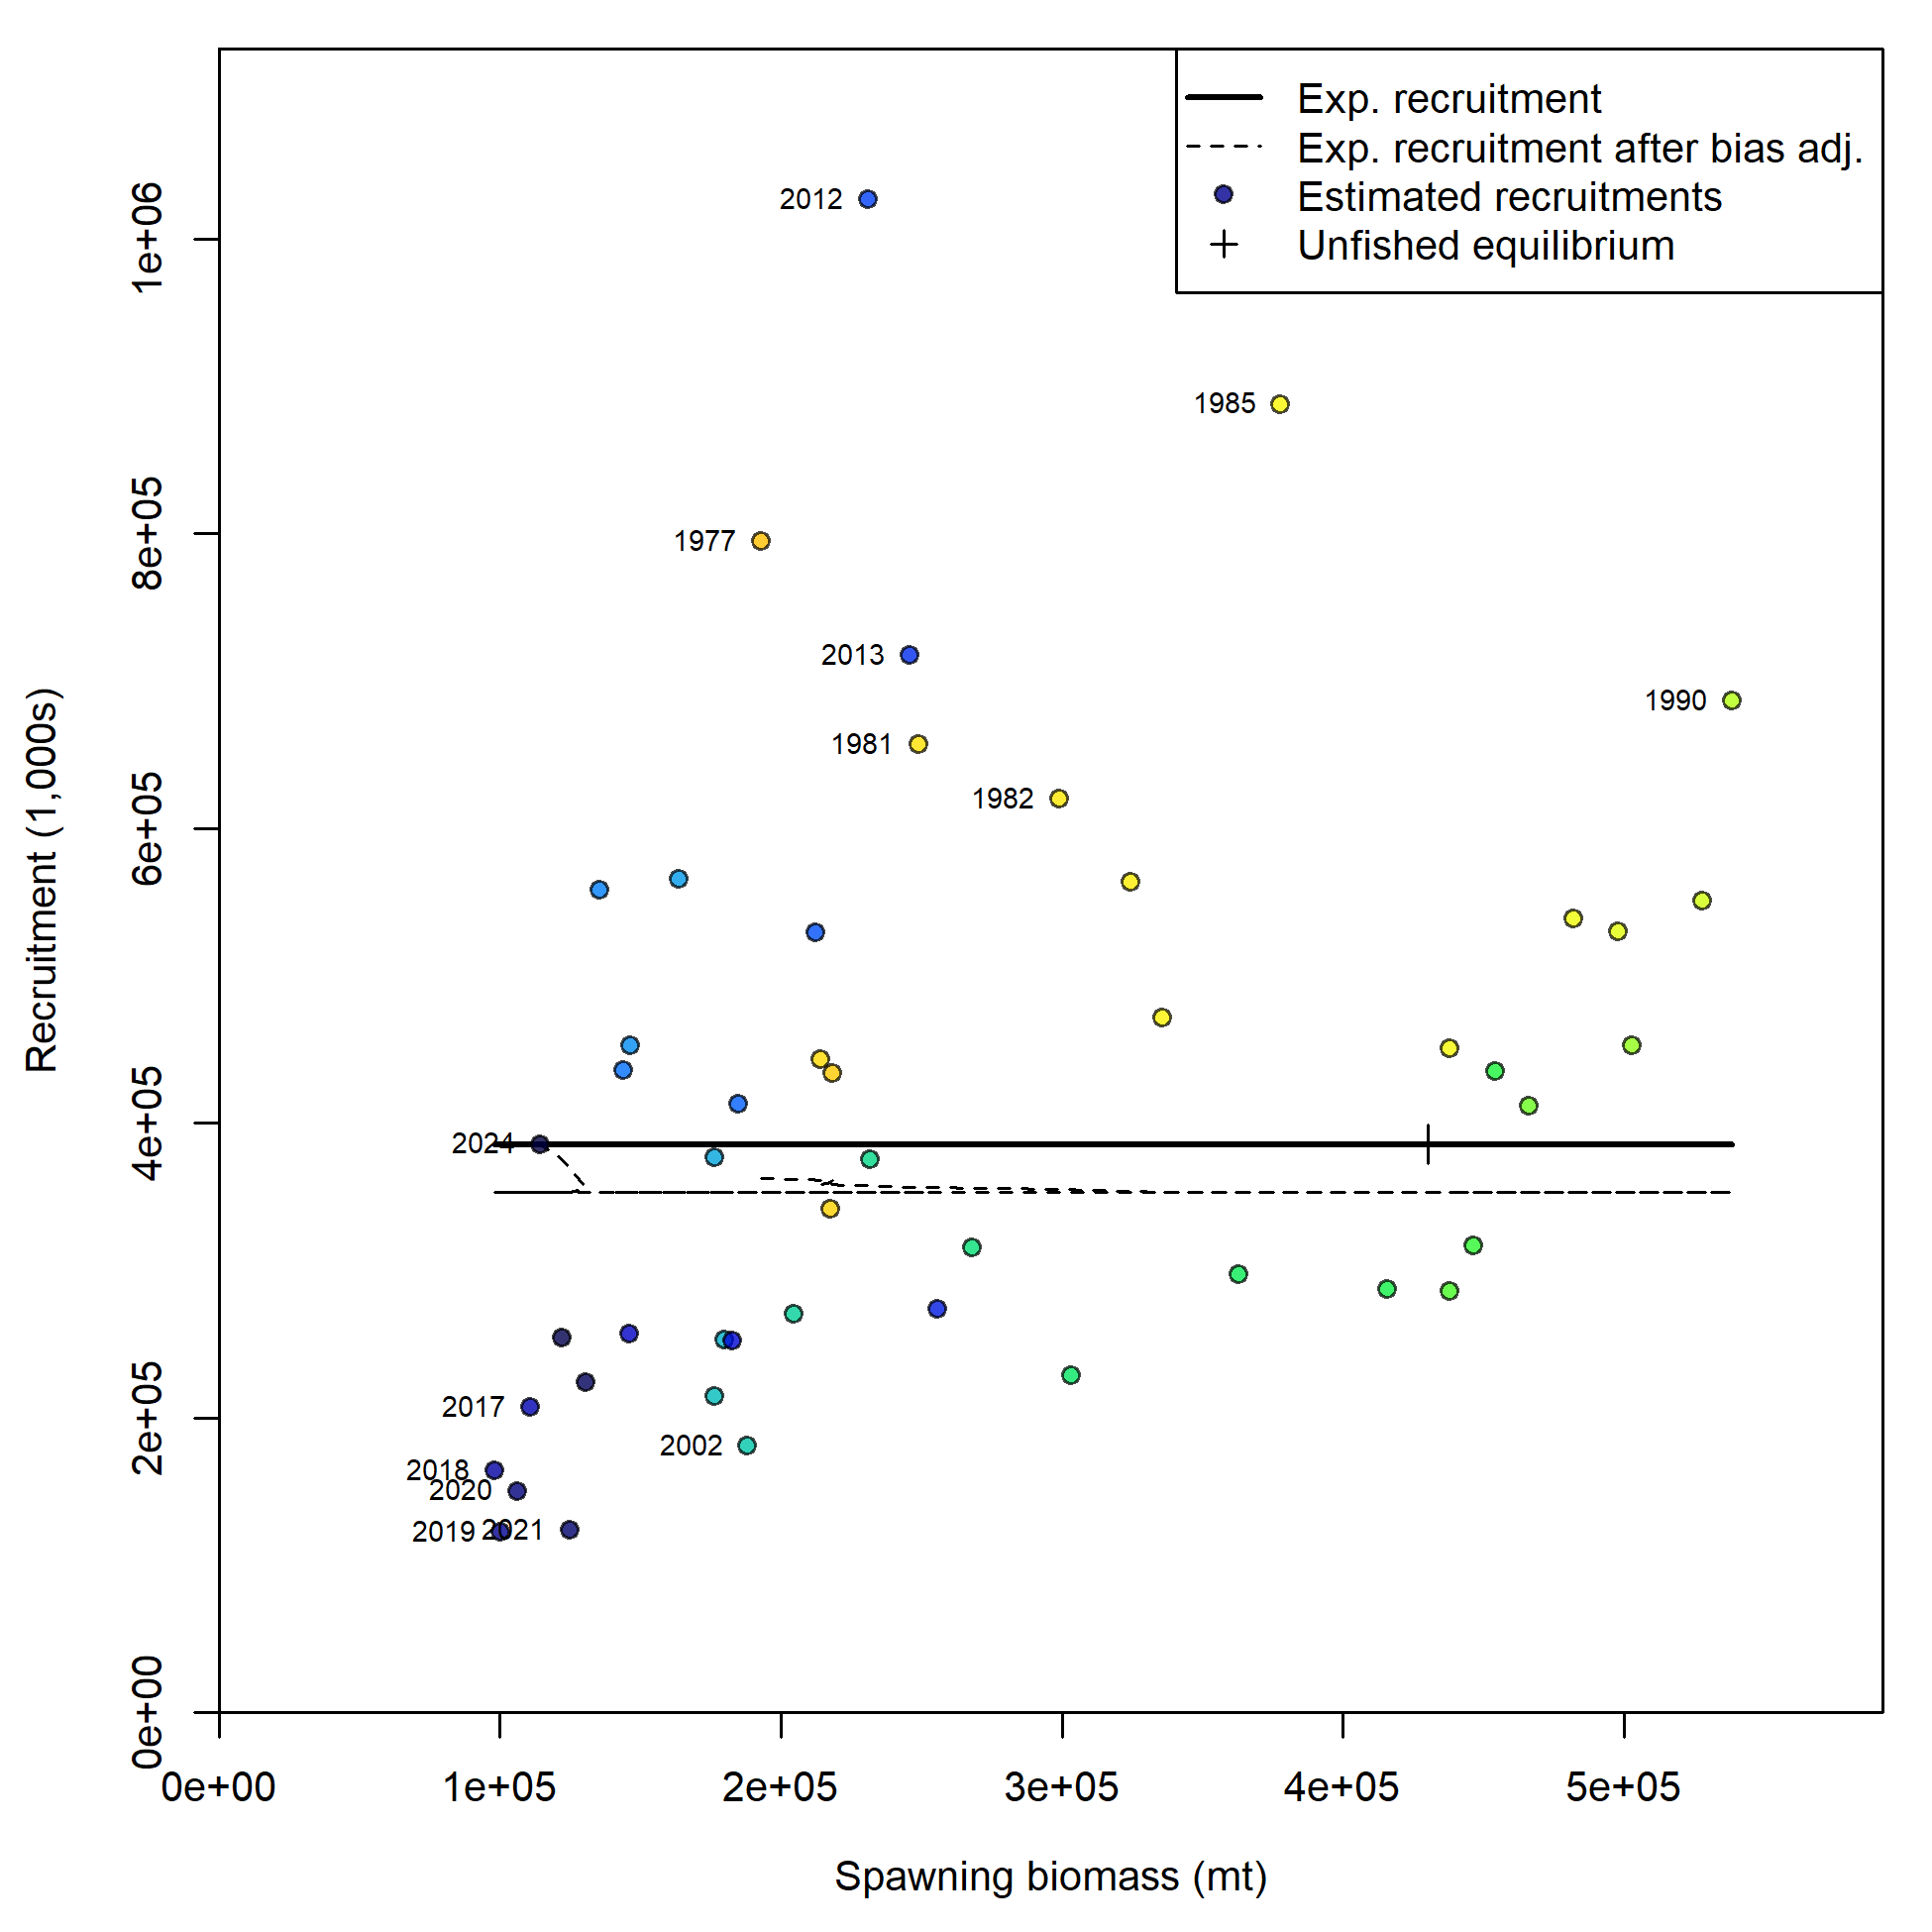 Exp. recruitment
Exp. recruitment after bias adj.
Estimated recruitments
Unfished equilibrium
2012
1985
1977
2013
1990
1981
1982
2024
2017
2002
2018
2020
2019
2021
Recruitment (1,000s)
1e+06
8e+05
6e+05
4e+05
2e+05
0e+00
0e+00 1e+05 2e+05 3e+05 4e+05 5e+05
Spawning biomass (mt)